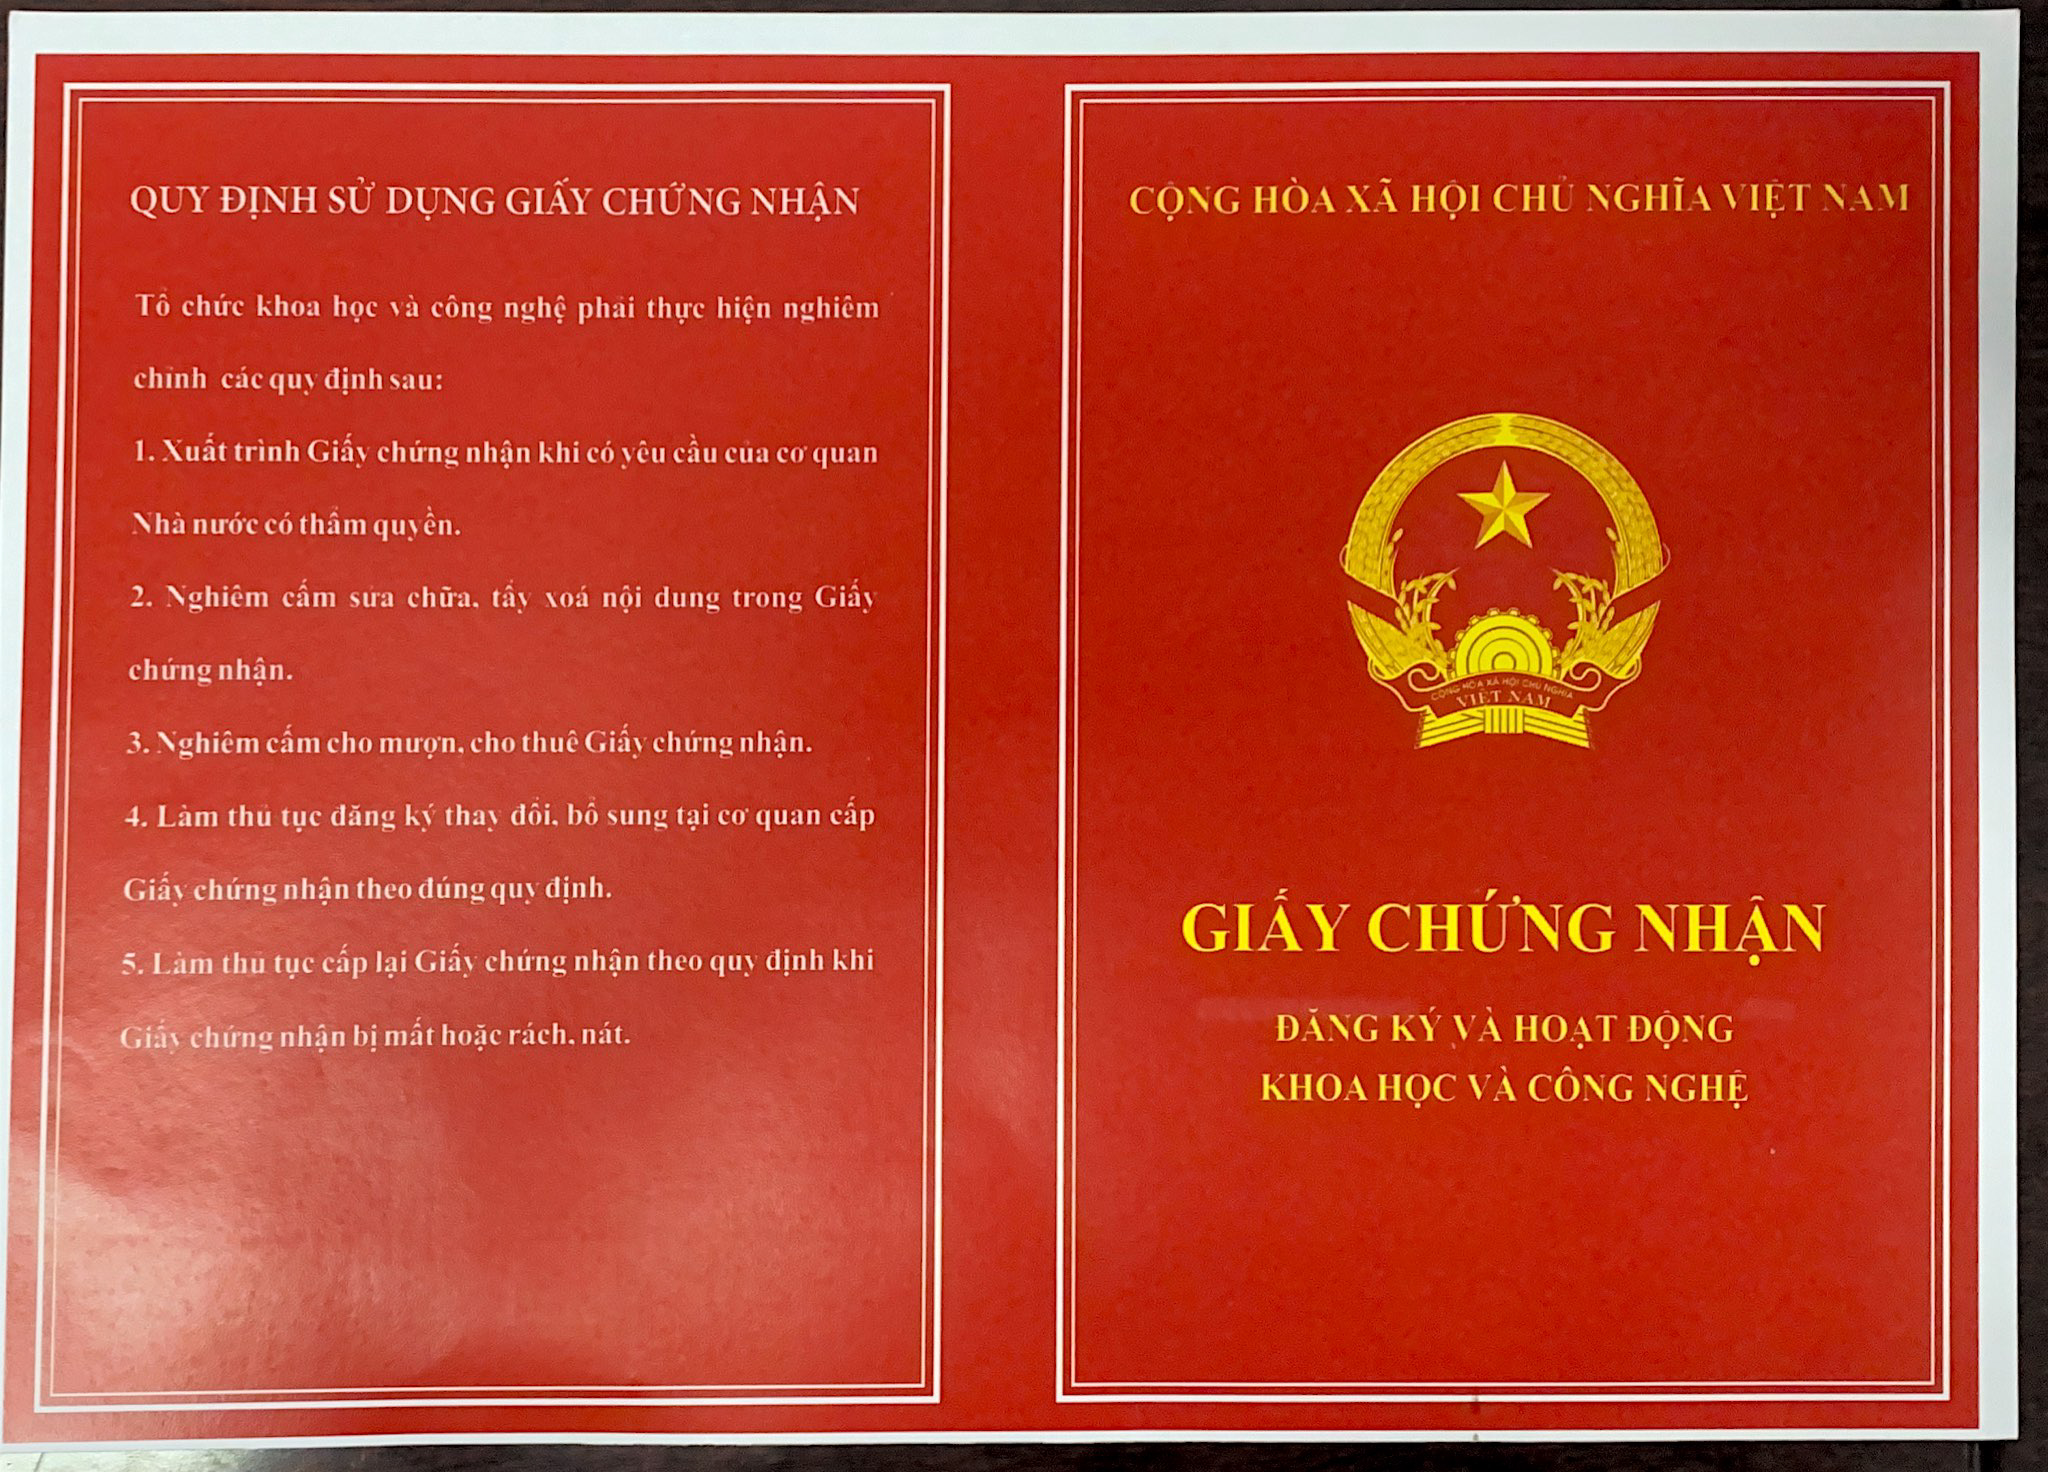 QUY ĐỊNH SỬ DỤNG GIẤY CHỨNG NHẬN
Tổ chức khoa học và công nghệ phải thực hiện nghiêm
chỉnh các quy định sau:
1. Xuất trình Giấy chứng nhận khi có yêu cầu của cơ quan
Nhà nước có thẩm quyền.
2. Nghiêm cấm sửa chữa, tẩy xoá nội dung trong Giấy
chứng nhận.
3. Nghiêm cấm cho mượn, cho thuê Giấy chứng nhận.
4. Làm thủ tục đăng ký thay đổi, bổ sung tại cơ quan cấp
Giấy chứng nhận theo đúng quy định.
5. Làm thủ tục cấp lại Giấy chứng nhận theo quy định khi
Giấy chứng nhận bị mất hoặc rách, nát.
CỘNG HÒA XÃ HỘI CHỦ NGHĨA VIỆT NAM
CỘNG HÒA XÃ HỘI CHỦ NGHĨA
VIỆT NAM
GIẤY CHỨNG NHẬN
ĐĂNG KÝ VÀ HOẠT ĐỘNG
KHOA HỌC VÀ CÔNG NGHỆ